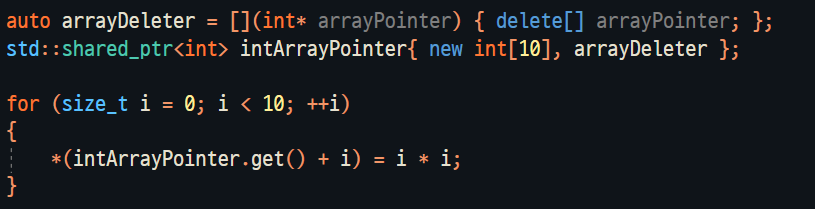 auto arrayDeleter = [](int* arrayPointer) { delete[] arrayPointer; };
std::shared_ptr<int> intArrayPointer{ new int[10], arrayDeleter };
for (size_t i = 0; i < 10; ++i)
{
    *(intArrayPointer.get() + i) = i * i;
}